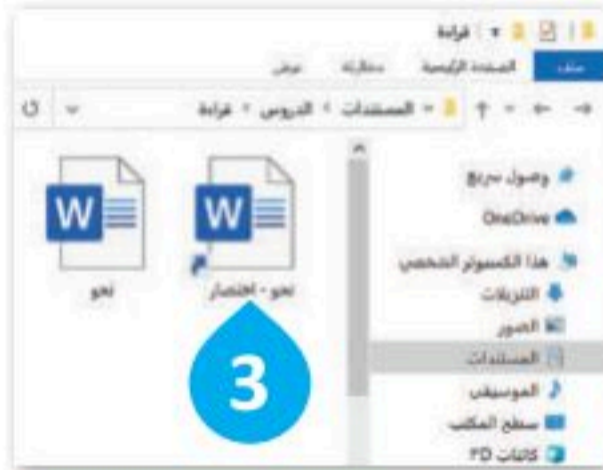 قراءة
ملف الصفحة الرئيسية مشاركة عرض
المستندات › الدروس › قراءة
وصول سريع
OneDrive
هذا الكمبيوتر الشخصي
التنزيلات
الصور
المستندات
الموسيقى
سطح المكتب
كائنات 3D
W
نحو - اختصار
W
نحو
3